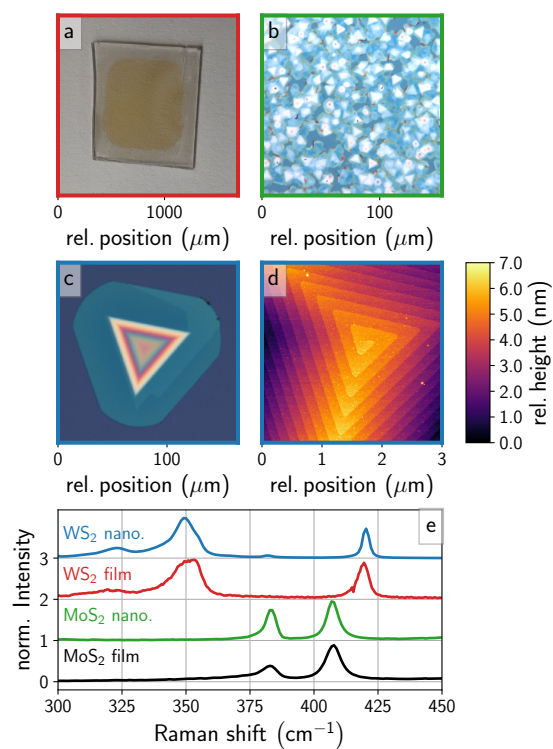 a
b
0
1000
0
100
rel. position (μm)
rel. position (μm)
c
d
7.0
6.0
5.0
4.0
3.0
2.0
1.0
0.0
rel. height (nm)
0
100
0
1
2
3
rel. position (μm)
rel. position (μm)
e
WS₂ nano.
3
WS₂ film
2
MoS₂ nano.
1
MoS₂ film
0
norm. Intensity
300
325
350
375
400
425
450
Raman shift (cm⁻¹)